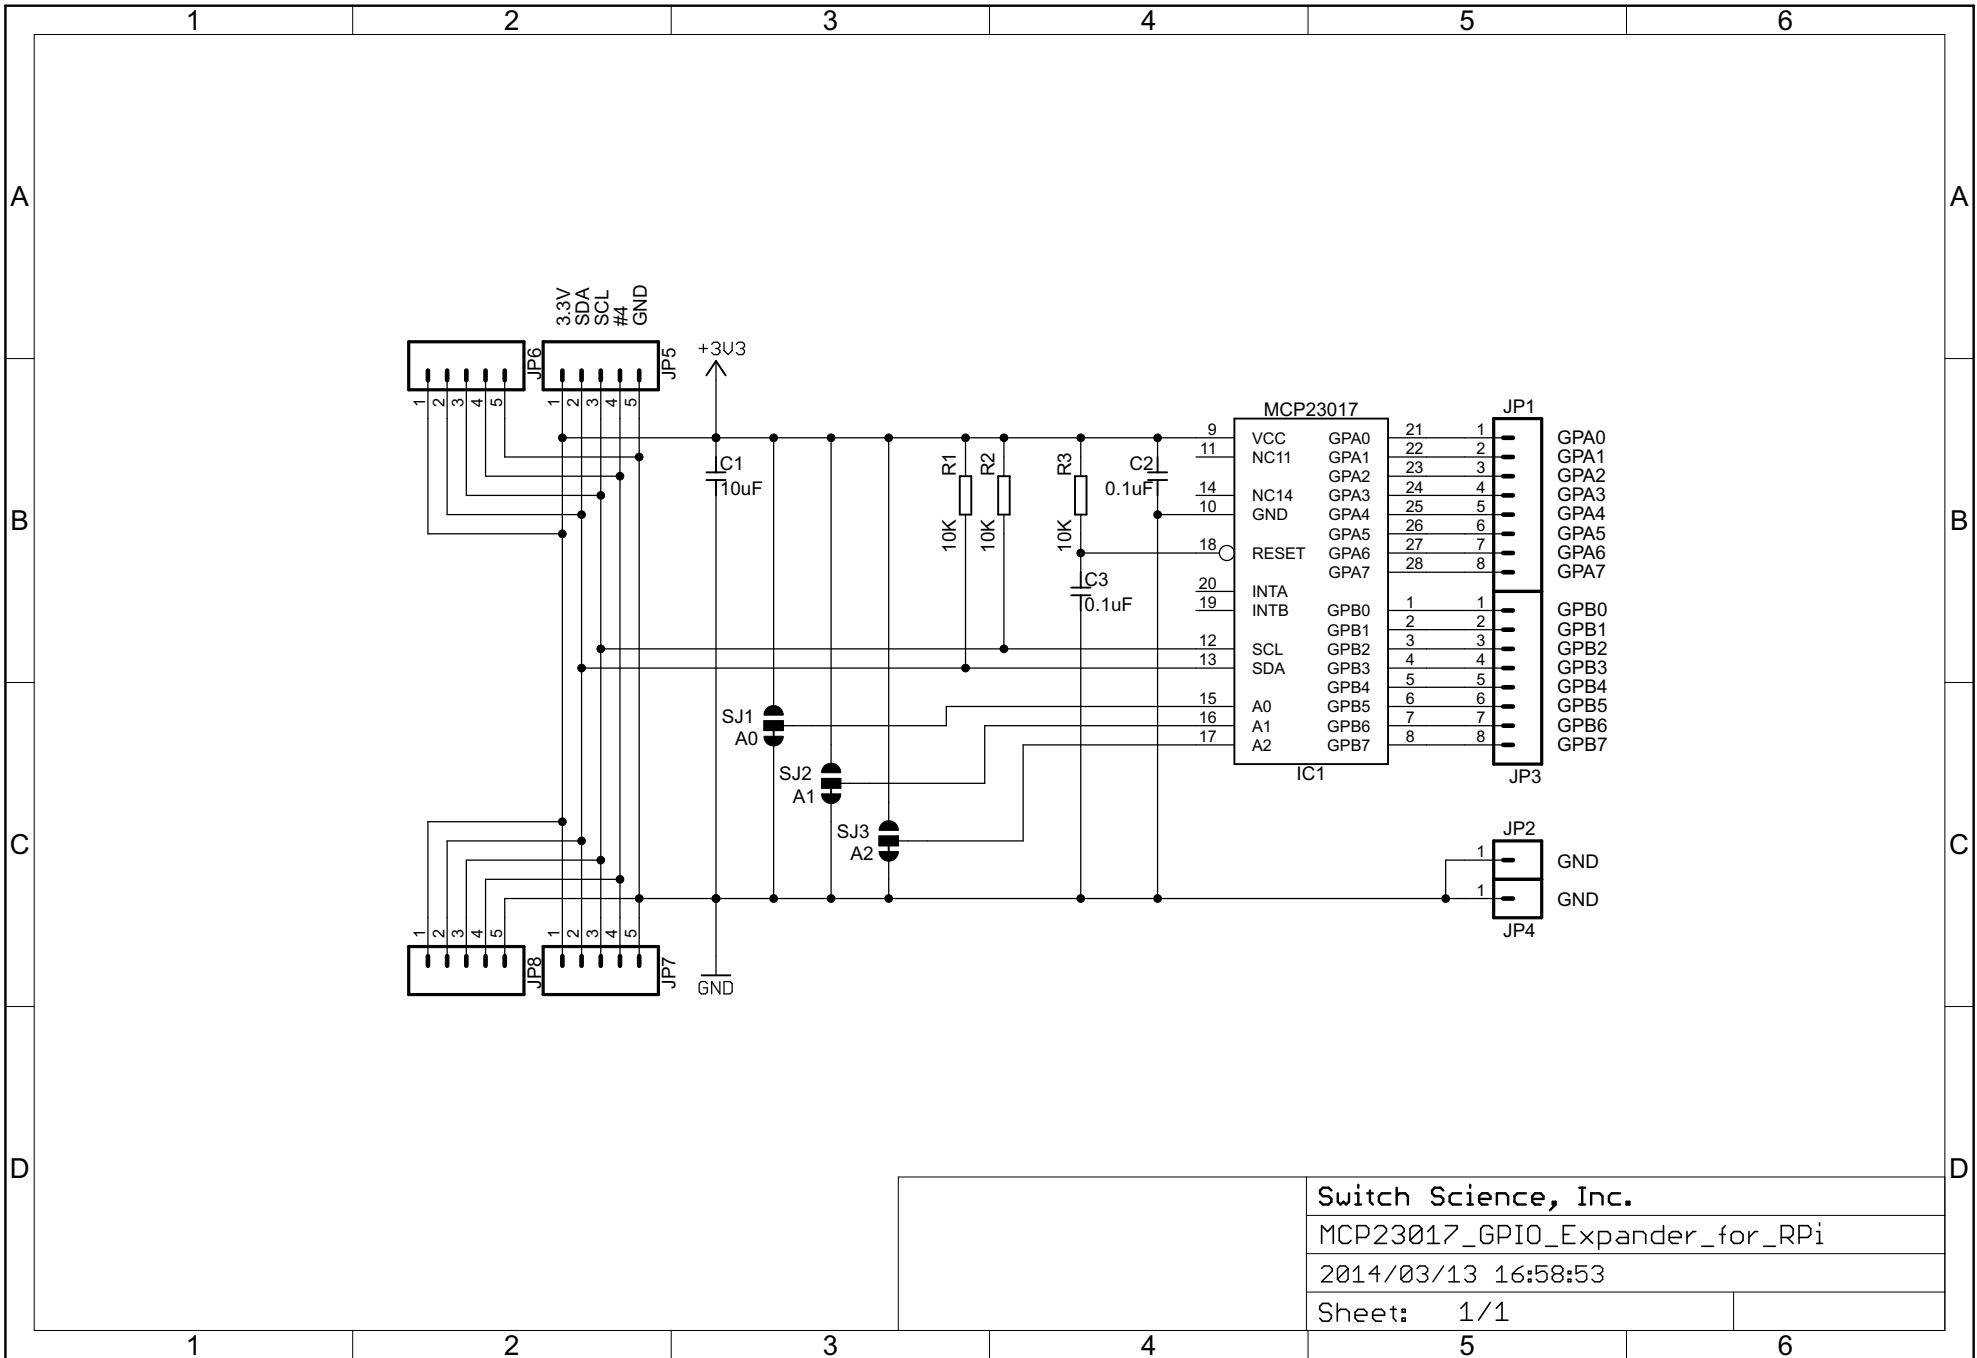 1 2 3 4 5 6
A A
3.3V
SDA
SCL
#4
GND
JP6 JP5
1 2 3 4 5 1 2 3 4 5
+3V3
B B
C1
10uF
R1
10K
R2
10K
R3
10K
C2
0.1uF
C3
0.1uF
MCP23017
9 VCC GPA0 21
11 NC11 GPA1 22
GPA2 23
14 NC14 GPA3 24
10 GND GPA4 25
GPA5 26
18 RESET GPA6 27
GPA7 28
20 INTA
19 INTB GPB0 1
GPB1 2
12 SCL GPB2 3
13 SDA GPB3 4
GPB4 5
15 A0 GPB5 6
16 A1 GPB6 7
17 A2 GPB7 8
IC1
JP1
1 GPA0
2 GPA1
3 GPA2
4 GPA3
5 GPA4
6 GPA5
7 GPA6
8 GPA7
1 GPB0
2 GPB1
3 GPB2
4 GPB3
5 GPB4
6 GPB5
7 GPB6
8 GPB7
JP3
SJ1
A0
SJ2
A1
SJ3
A2
C C
JP2
1 GND
1 GND
JP4
1 2 3 4 5 1 2 3 4 5
JP8 JP7
GND
D D
Switch Science, Inc.
MCP23017_GPIO_Expander_for_RPi
2014/03/13 16:58:53
Sheet: 1/1
1 2 3 4 5 6